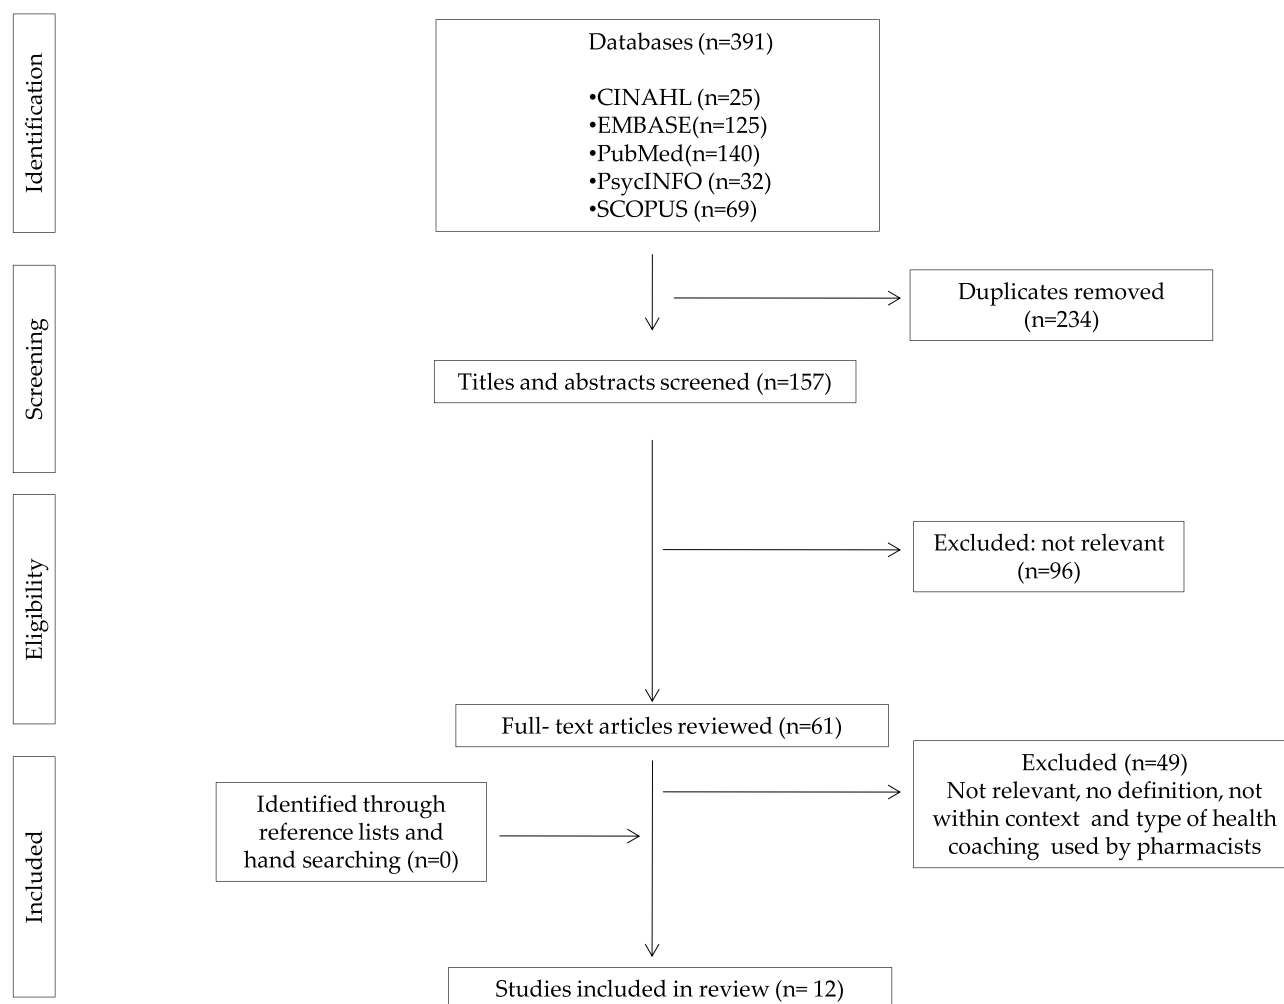 Identification
Databases (n=391)
•CINAHL (n=25)
•EMBASE(n=125)
•PubMed(n=140)
•PsycINFO (n=32)
•SCOPUS (n=69)
Screening
Duplicates removed
(n=234)
Titles and abstracts screened (n=157)
Eligibility
Excluded: not relevant
(n=96)
Full- text articles reviewed (n=61)
Included
Identified through
reference lists and
hand searching (n=0)
Excluded (n=49)
Not relevant, no definition, not
within context and type of health
coaching used by pharmacists
Studies included in review (n= 12)